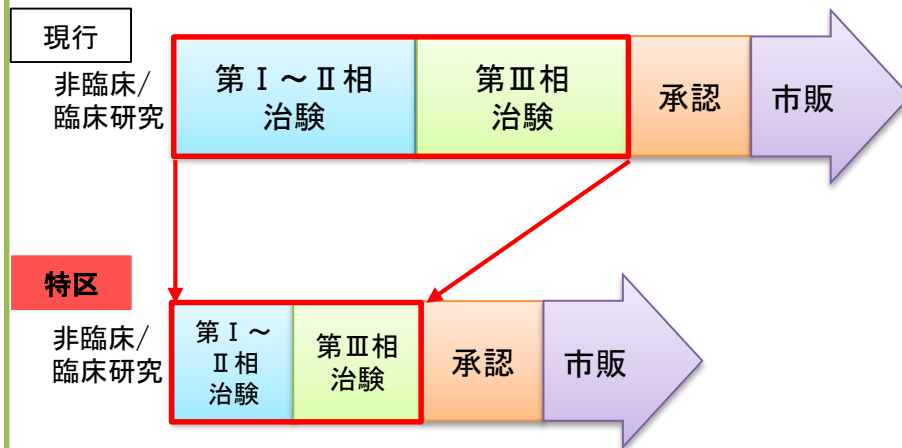 現行
非臨床/
臨床研究
第Ⅰ～Ⅱ相
治験
第Ⅲ相
治験
承認
市販
特区
非臨床/
臨床研究
第Ⅰ～
Ⅱ相
治験
第Ⅲ相
治験
承認
市販